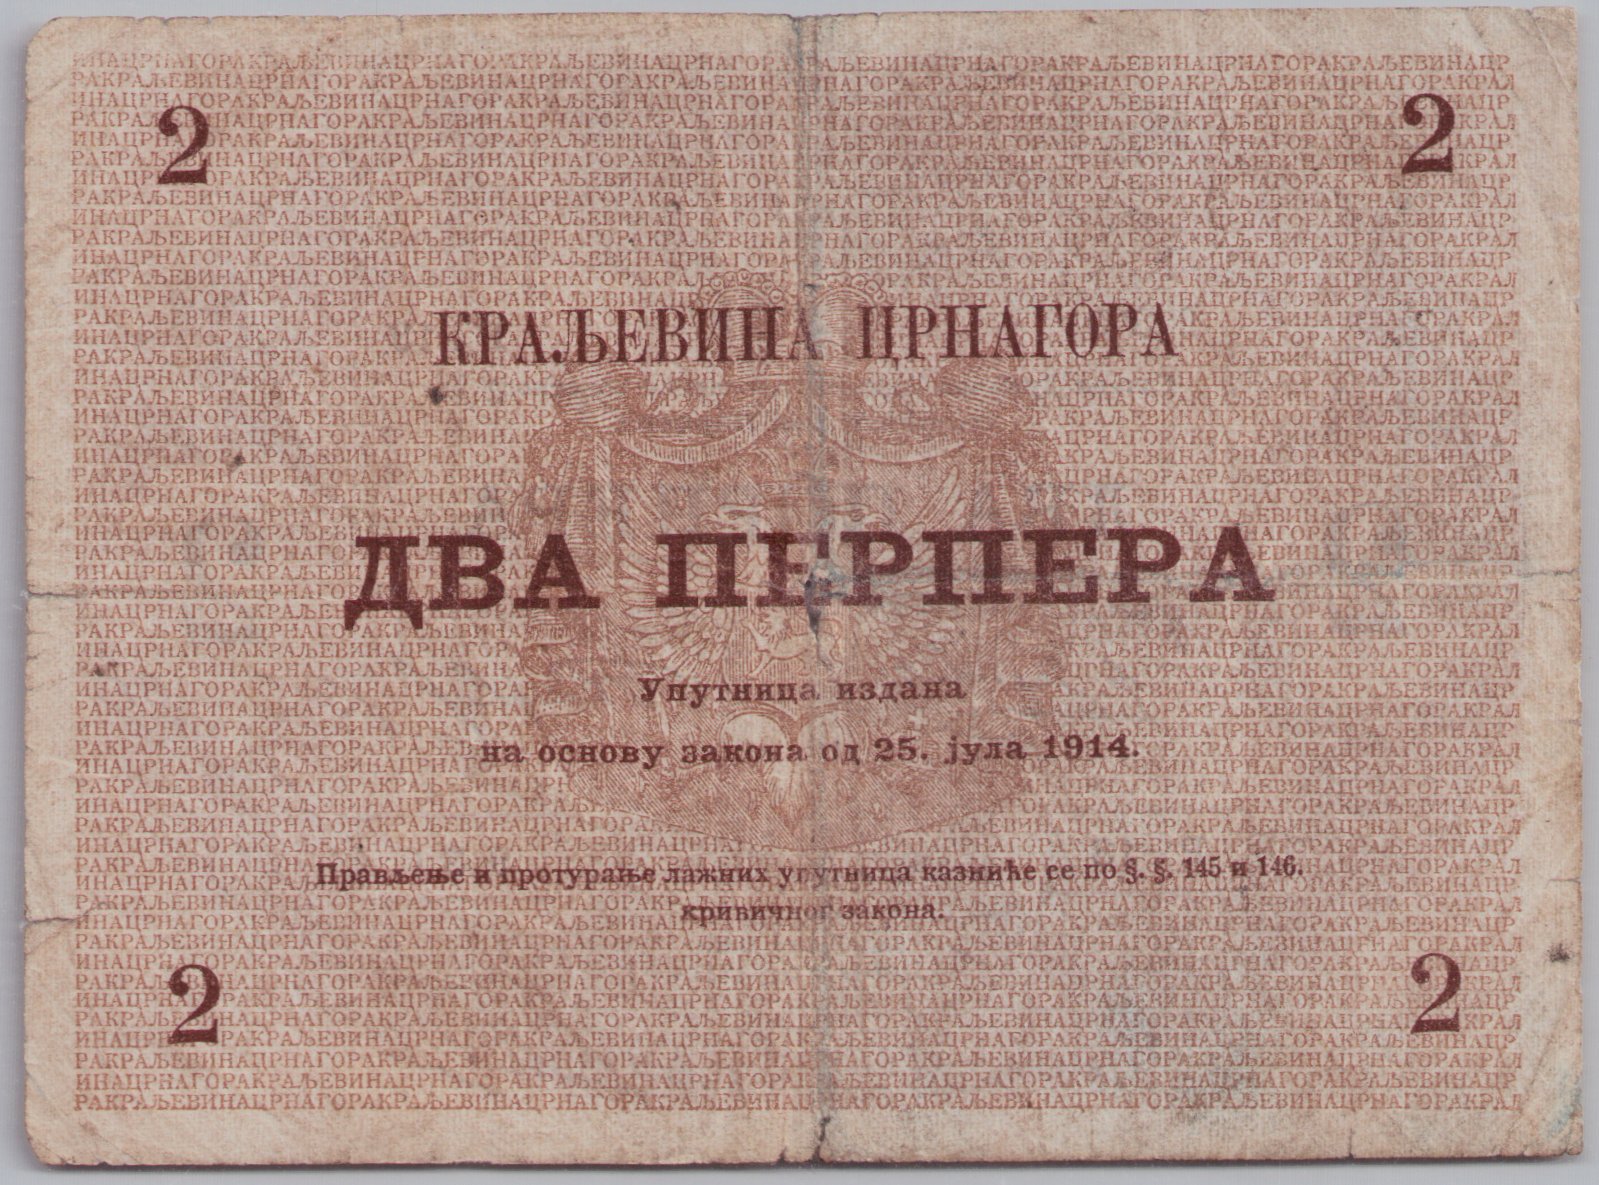 2 2
КРАЉЕВИНА ЦРНАГОРА
ДВА ПЕРПЕРА
Упутница издана
на основу закона од 25. јула 1914.
Прављење и протурање лажних упутница казниће се по §. §. 145 и 146.
кривичног закона.
2 2